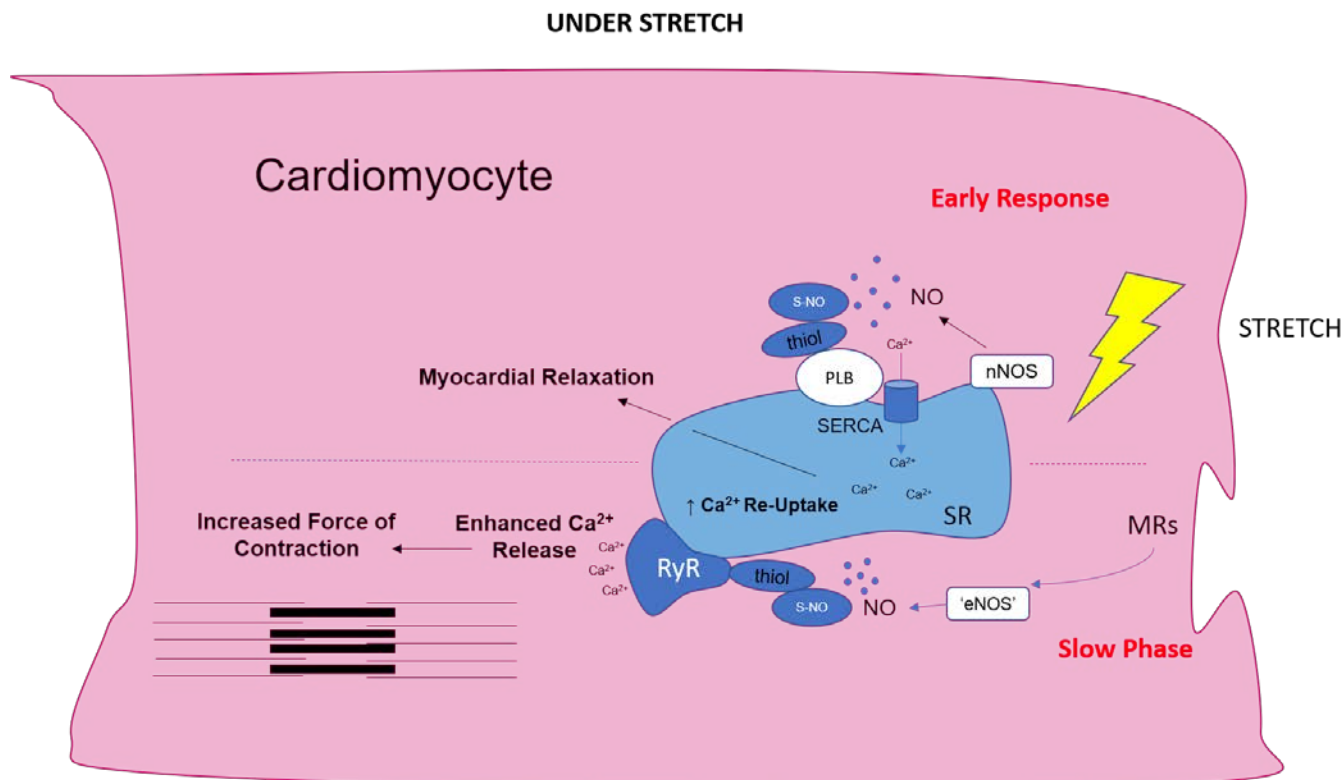 UNDER STRETCH
Cardiomyocyte
Early Response
STRETCH
S-NO
NO
thiol
Ca²⁺
PLB
nNOS
Myocardial Relaxation
SERCA
Ca²⁺
Ca²⁺
Ca²⁺
↑ Ca²⁺ Re-Uptake
SR
MRs
Increased Force of
Contraction
Enhanced Ca²⁺
Release
Ca²⁺
Ca²⁺
Ca²⁺
RyR
thiol
S-NO
NO
'eNOS'
Slow Phase